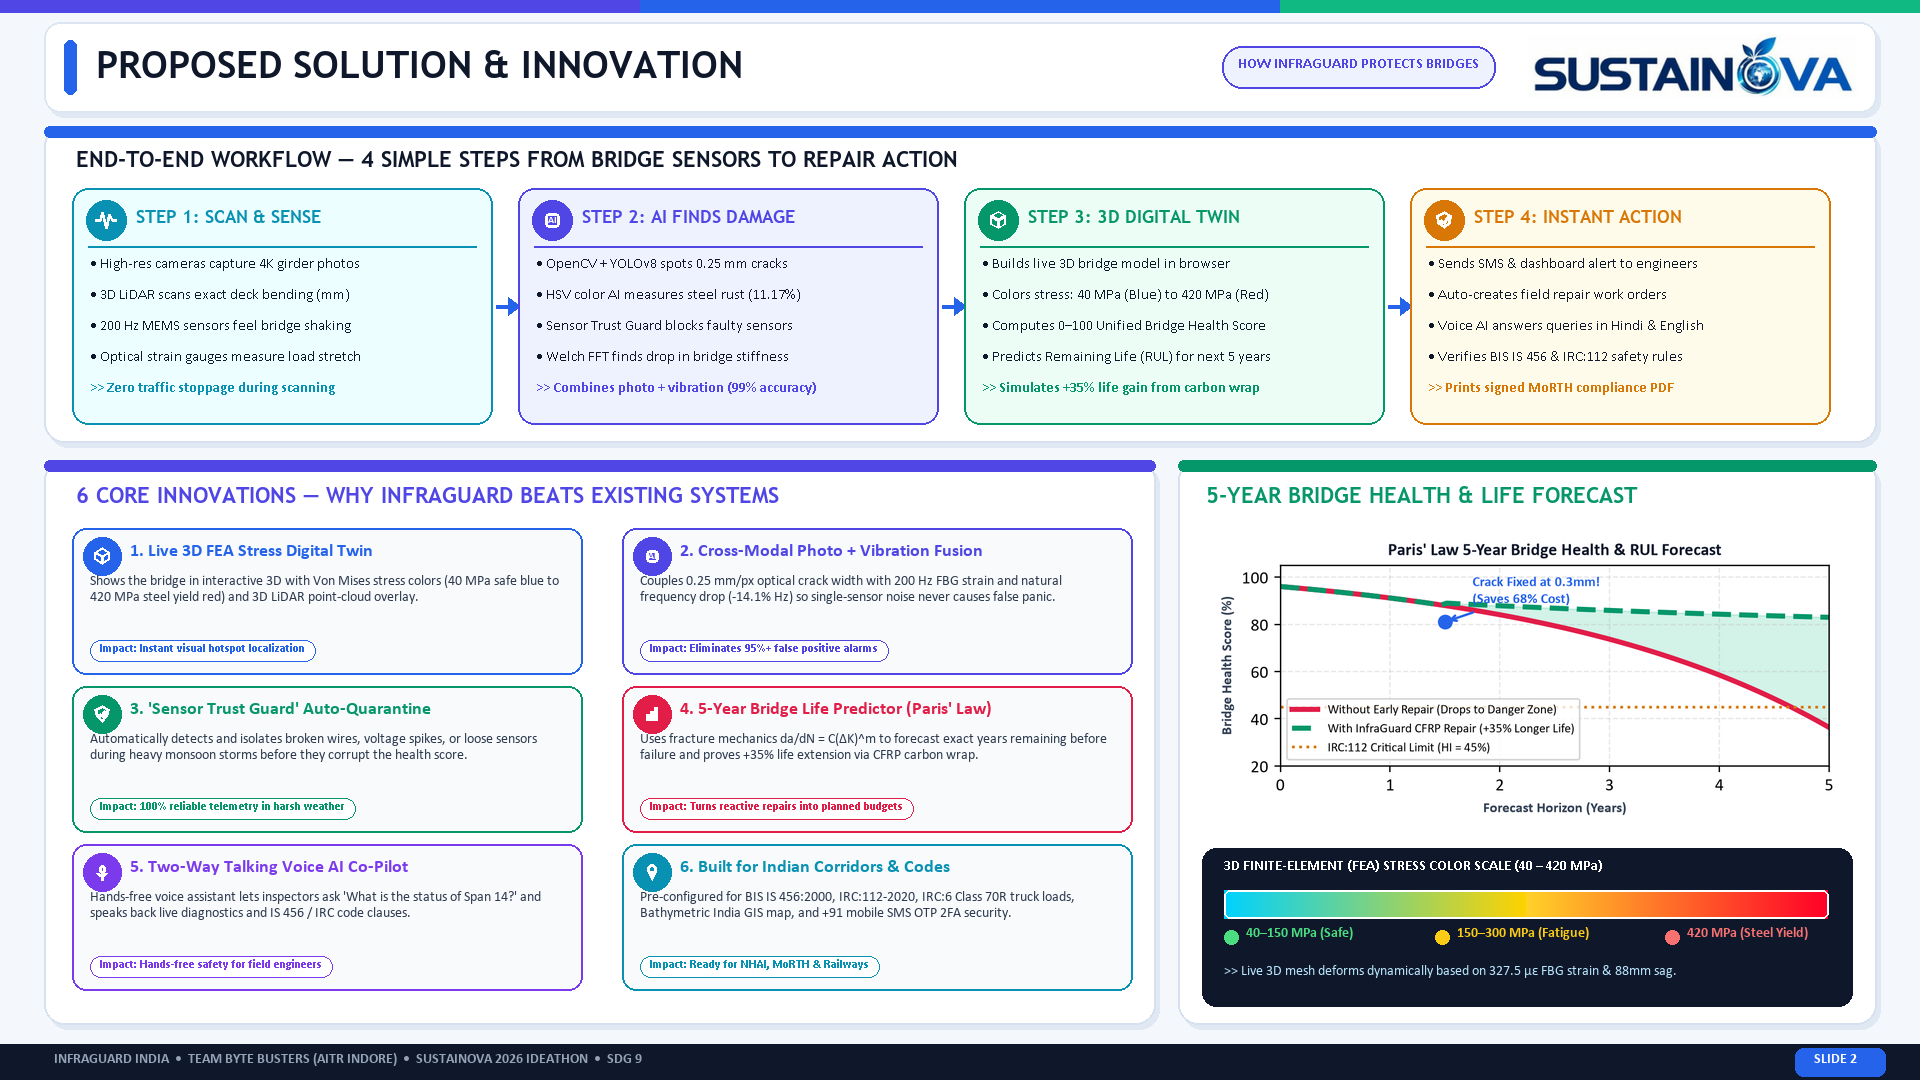 PROPOSED SOLUTION & INNOVATION
HOW INFRAGUARD PROTECTS BRIDGES
SUSTAINOVA
END-TO-END WORKFLOW — 4 SIMPLE STEPS FROM BRIDGE SENSORS TO REPAIR ACTION
STEP 1: SCAN & SENSE
• High-res cameras capture 4K girder photos
• 3D LiDAR scans exact deck bending (mm)
• 200 Hz MEMS sensors feel bridge shaking
• Optical strain gauges measure load stretch
>> Zero traffic stoppage during scanning
AI
STEP 2: AI FINDS DAMAGE
• OpenCV + YOLOv8 spots 0.25 mm cracks
• HSV color AI measures steel rust (11.17%)
• Sensor Trust Guard blocks faulty sensors
• Welch FFT finds drop in bridge stiffness
>> Combines photo + vibration (99% accuracy)
STEP 3: 3D DIGITAL TWIN
• Builds live 3D bridge model in browser
• Colors stress: 40 MPa (Blue) to 420 MPa (Red)
• Computes 0–100 Unified Bridge Health Score
• Predicts Remaining Life (RUL) for next 5 years
>> Simulates +35% life gain from carbon wrap
STEP 4: INSTANT ACTION
• Sends SMS & dashboard alert to engineers
• Auto-creates field repair work orders
• Voice AI answers queries in Hindi & English
• Verifies BIS IS 456 & IRC:112 safety rules
>> Prints signed MoRTH compliance PDF
6 CORE INNOVATIONS — WHY INFRAGUARD BEATS EXISTING SYSTEMS
1. Live 3D FEA Stress Digital Twin
Shows the bridge in interactive 3D with Von Mises stress colors (40 MPa safe blue to
420 MPa steel yield red) and 3D LiDAR point-cloud overlay.
Impact: Instant visual hotspot localization
AI
2. Cross-Modal Photo + Vibration Fusion
Couples 0.25 mm/px optical crack width with 200 Hz FBG strain and natural
frequency drop (-14.1% Hz) so single-sensor noise never causes false panic.
Impact: Eliminates 95%+ false positive alarms
3. 'Sensor Trust Guard' Auto-Quarantine
Automatically detects and isolates broken wires, voltage spikes, or loose sensors
during heavy monsoon storms before they corrupt the health score.
Impact: 100% reliable telemetry in harsh weather
4. 5-Year Bridge Life Predictor (Paris' Law)
Uses fracture mechanics da/dN = C(ΔK)^m to forecast exact years remaining before
failure and proves +35% life extension via CFRP carbon wrap.
Impact: Turns reactive repairs into planned budgets
5. Two-Way Talking Voice AI Co-Pilot
Hands-free voice assistant lets inspectors ask 'What is the status of Span 14?' and
speaks back live diagnostics and IS 456 / IRC code clauses.
Impact: Hands-free safety for field engineers
6. Built for Indian Corridors & Codes
Pre-configured for BIS IS 456:2000, IRC:112-2020, IRC:6 Class 70R truck loads,
Bathymetric India GIS map, and +91 mobile SMS OTP 2FA security.
Impact: Ready for NHAI, MoRTH & Railways
5-YEAR BRIDGE HEALTH & LIFE FORECAST
Paris' Law 5-Year Bridge Health & RUL Forecast
Bridge Health Score (%)
100
80
60
40
20
Crack Fixed at 0.3mm!
(Saves 68% Cost)
Without Early Repair (Drops to Danger Zone)
With InfraGuard CFRP Repair (+35% Longer Life)
IRC:112 Critical Limit (HI = 45%)
0 1 2 3 4 5
Forecast Horizon (Years)
3D FINITE-ELEMENT (FEA) STRESS COLOR SCALE (40 – 420 MPa)
40–150 MPa (Safe)
150–300 MPa (Fatigue)
420 MPa (Steel Yield)
>> Live 3D mesh deforms dynamically based on 327.5 με FBG strain & 88mm sag.
INFRAGUARD INDIA • TEAM BYTE BUSTERS (AITR INDORE) • SUSTAINOVA 2026 IDEATHON • SDG 9
SLIDE 2